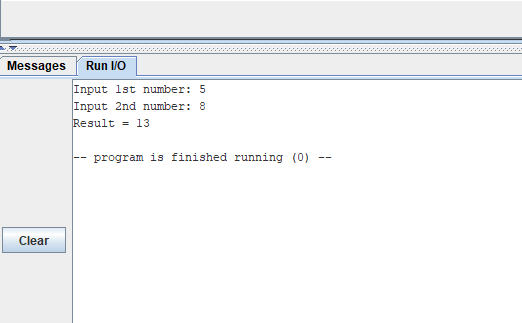 Messages Run I/O
Input 1st number: 5
Input 2nd number: 8
Result = 13
-- program is finished running (0) --
Clear